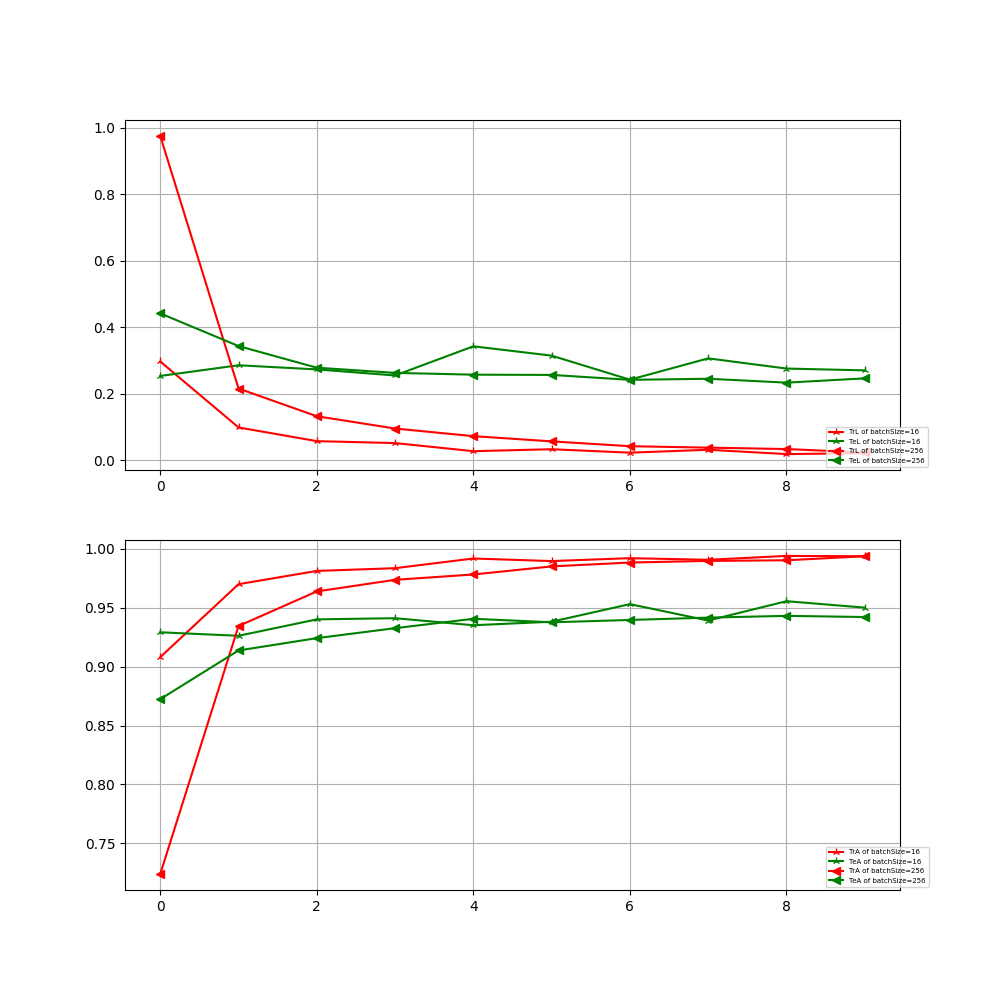 1.0
0.8
0.6
0.4
0.2
0.0
TrL of batchSize=16
TeL of batchSize=16
TrL of batchSize=256
TeL of batchSize=256
0 2 4 6 8
1.00
0.95
0.90
0.85
0.80
0.75
TrA of batchSize=16
TeA of batchSize=16
TrA of batchSize=256
TeA of batchSize=256
0 2 4 6 8